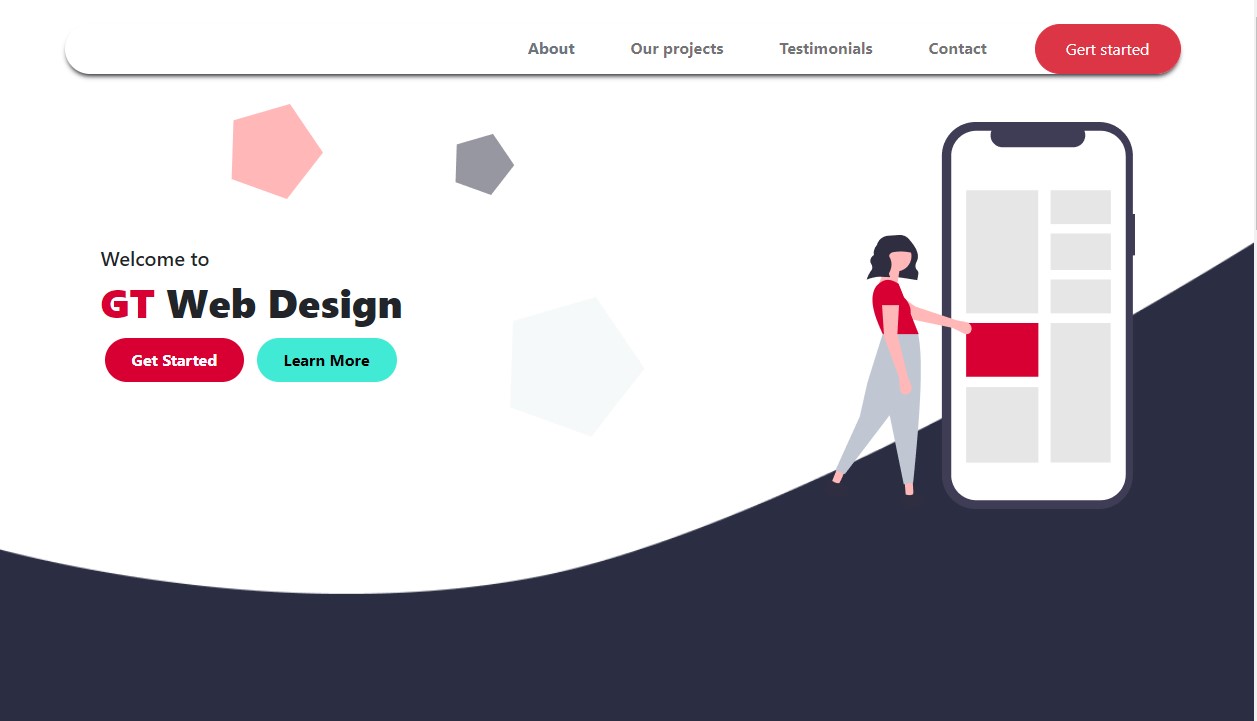 About Our projects Testimonials Contact Gert started
Welcome to
GT Web Design
Get Started Learn More